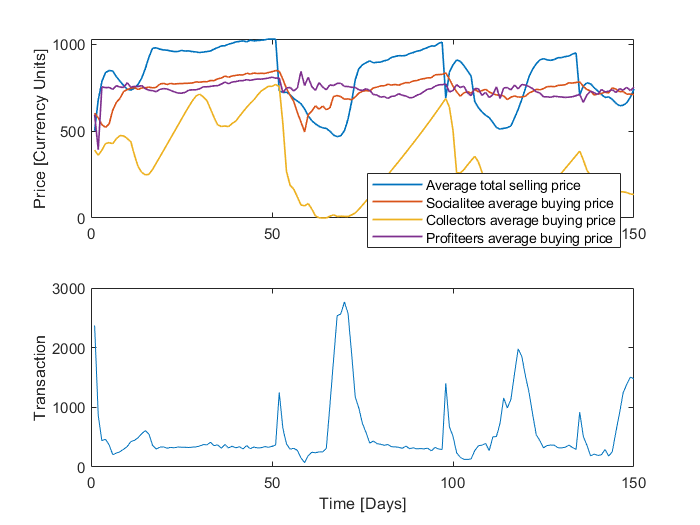 1000
500
0
Price [Currency Units]
0
50
150
Average total selling price
Socialitee average buying price
Collectors average buying price
Profiteers average buying price
3000
2000
1000
0
Transaction
0
50
100
150
Time [Days]